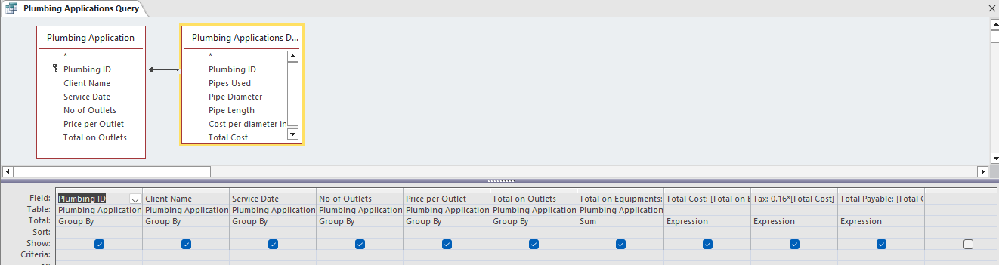 Plumbing Applications Query
Plumbing Application
*
Plumbing ID
Client Name
Service Date
No of Outlets
Price per Outlet
Total on Outlets
Plumbing Applications D...
*
Plumbing ID
Pipes Used
Pipe Diameter
Pipe Length
Cost per diameter in
Total Cost
Field: Plumbing ID Client Name Service Date No of Outlets Price per Outlet Total on Outlets Total on Equipments: Total Cost: [Total on E Tax: 0.16*[Total Cost] Total Payable: [Total C
Table: Plumbing Application Plumbing Application Plumbing Application Plumbing Application Plumbing Application Plumbing Application Plumbing Application
Total: Group By Group By Group By Group By Group By Group By Sum Expression Expression Expression
Sort:
Show:
Criteria: